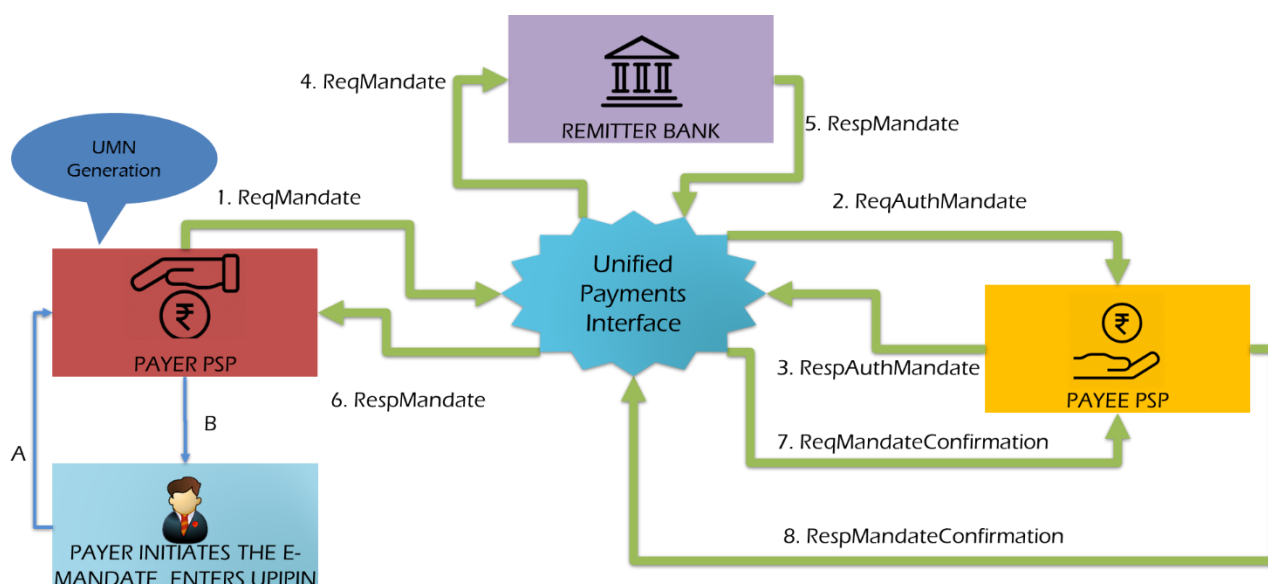 4. ReqMandate
REMITTER BANK
5. RespMandate
UMN
Generation
1. ReqMandate
2. ReqAuthMandate
Unified
Payments
Interface
₹
PAYER PSP
₹
3. RespAuthMandate
PAYEE PSP
6. RespMandate
B
A
7. ReqMandateConfirmation
8. RespMandateConfirmation
PAYER INITIATES THE E-
MANDATE, ENTERS UPIPIN